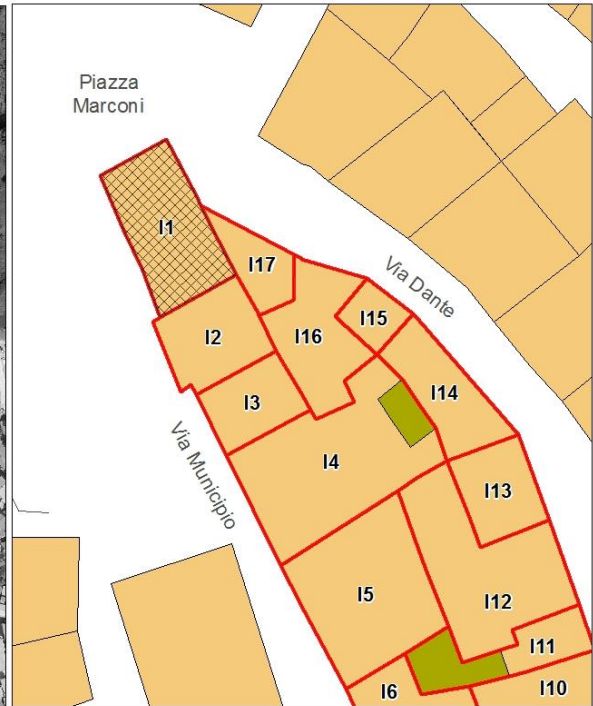 Piazza
Marconi
I1
I17
Via Dante
I15
I2
I16
I3
I14
Via Municipio
I4
I13
I5
I12
I11
I6
I10